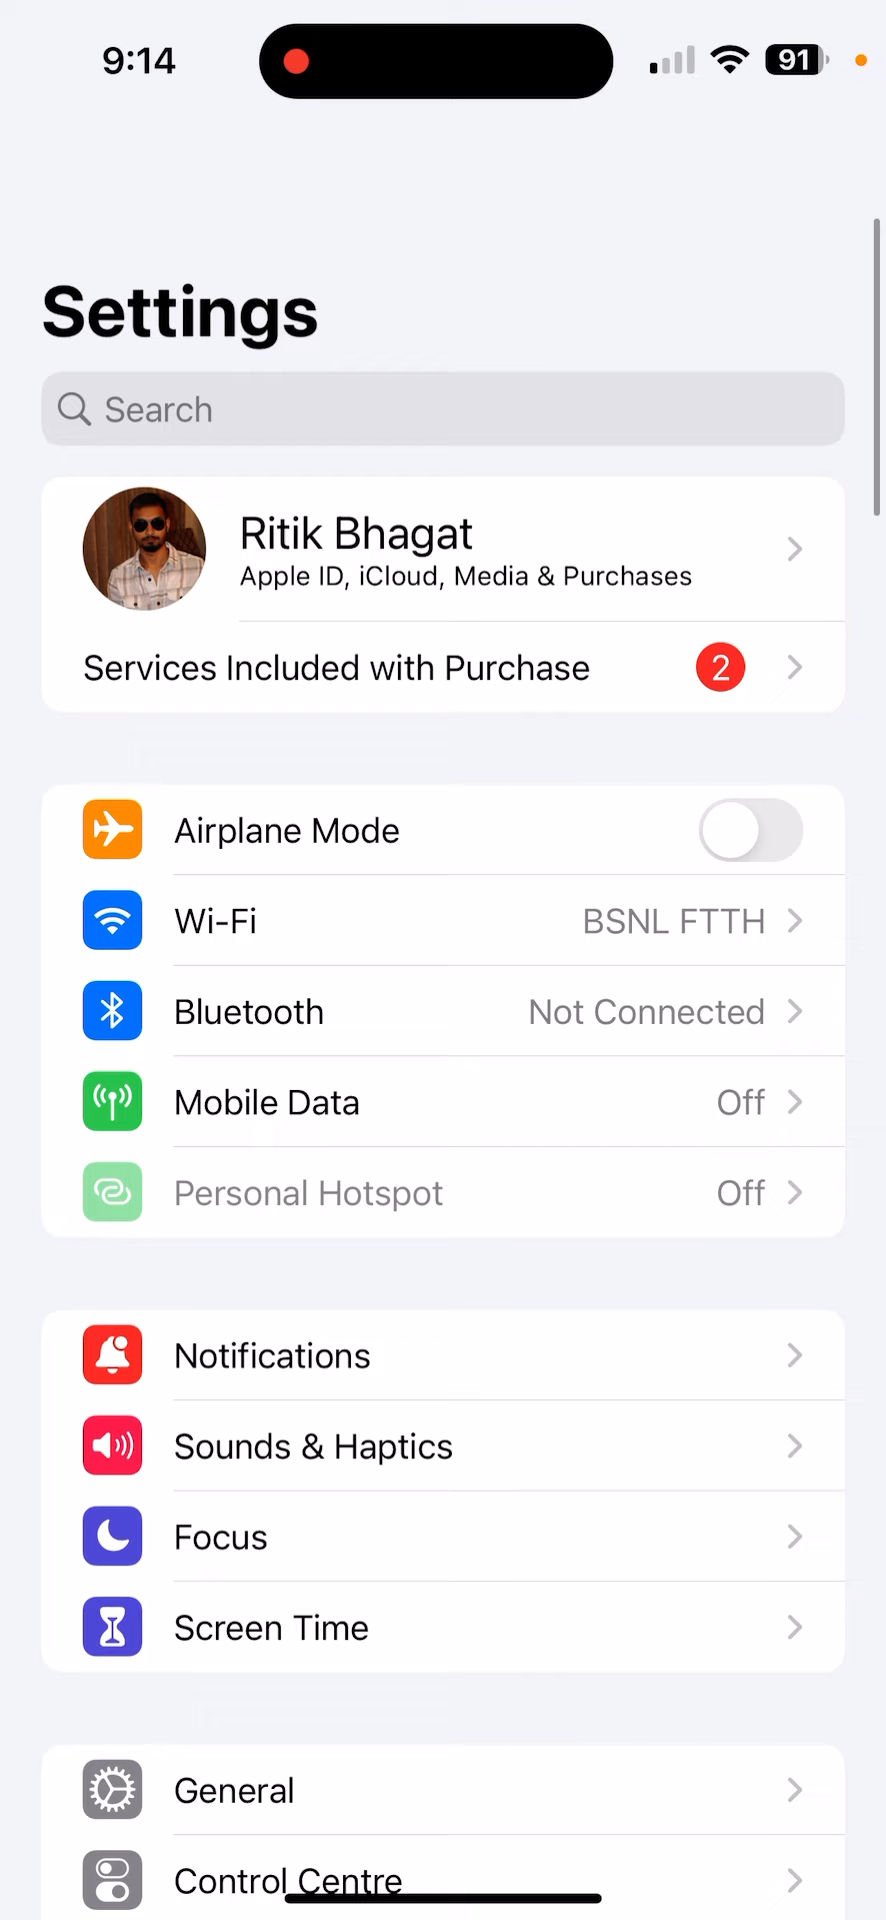 9:14
91
Settings
Search
Ritik Bhagat
Apple ID, iCloud, Media & Purchases
Services Included with Purchase 2
Airplane Mode
Wi-Fi BSNL FTTH
Bluetooth Not Connected
Mobile Data Off
Personal Hotspot Off
Notifications
Sounds & Haptics
Focus
Screen Time
General
Control Centre